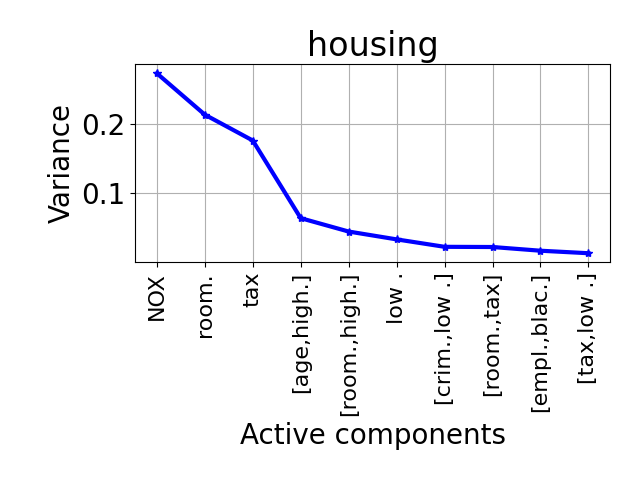 housing
Variance
0.2
0.1
NOX
room.
tax
[age,high.]
[room.,high.]
low .
[crim.,low .]
[room.,tax]
[empl.,blac.]
[tax,low .]
Active components